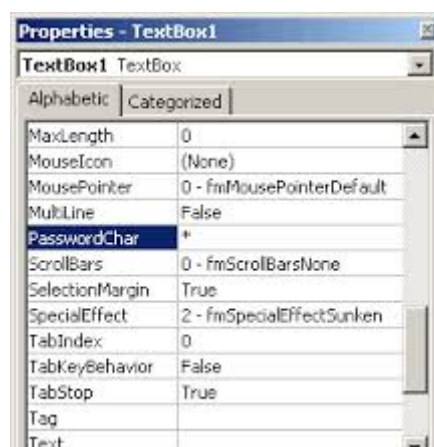 Properties - TextBox1
TextBox1 TextBox
Alphabetic Categorized
MaxLength 0
MouseIcon (None)
MousePointer 0 - fmMousePointerDefault
MultiLine False
PasswordChar *
ScrollBars 0 - fmScrollBarsNone
SelectionMargin True
SpecialEffect 2 - fmSpecialEffectSunken
TabIndex 0
TabKeyBehavior False
TabStop True
Tag
Text